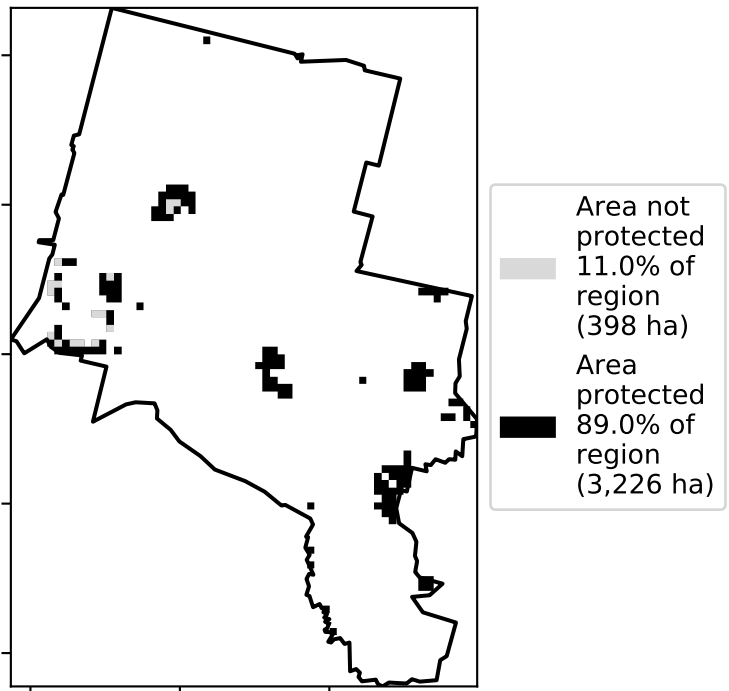 Area not
protected
11.0% of
region
(398 ha)
Area
protected
89.0% of
region
(3,226 ha)